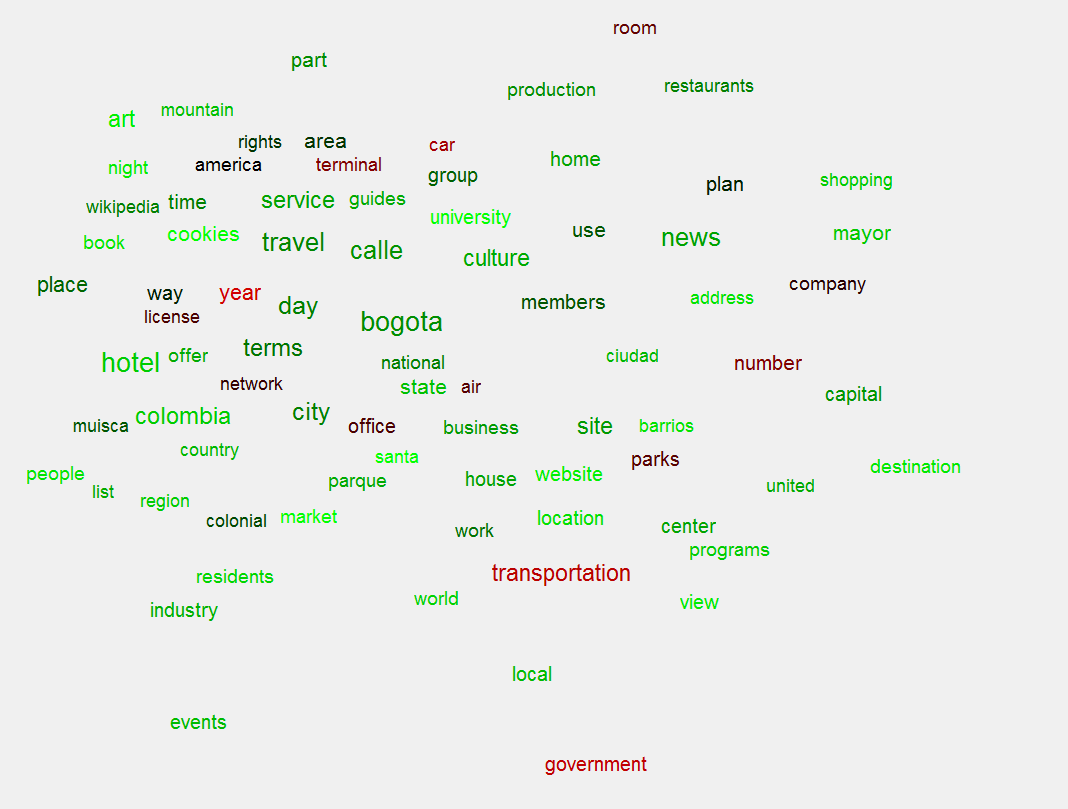 room
part
production
restaurants
mountain
art
rights
area
car
america
terminal
home
night
group
plan
shopping
wikipedia
time
service
guides
university
use
book
cookies
travel
calle
culture
news
mayor
place
way
year
day
members
address
company
license
bogota
hotel
offer
terms
national
ciudad
number
network
state
air
capital
muisca
colombia
city
office
business
site
barrios
country
santa
parks
people
parque
house
website
destination
list
region
united
colonial
market
work
location
center
programs
transportation
residents
industry
world
view
local
events
government